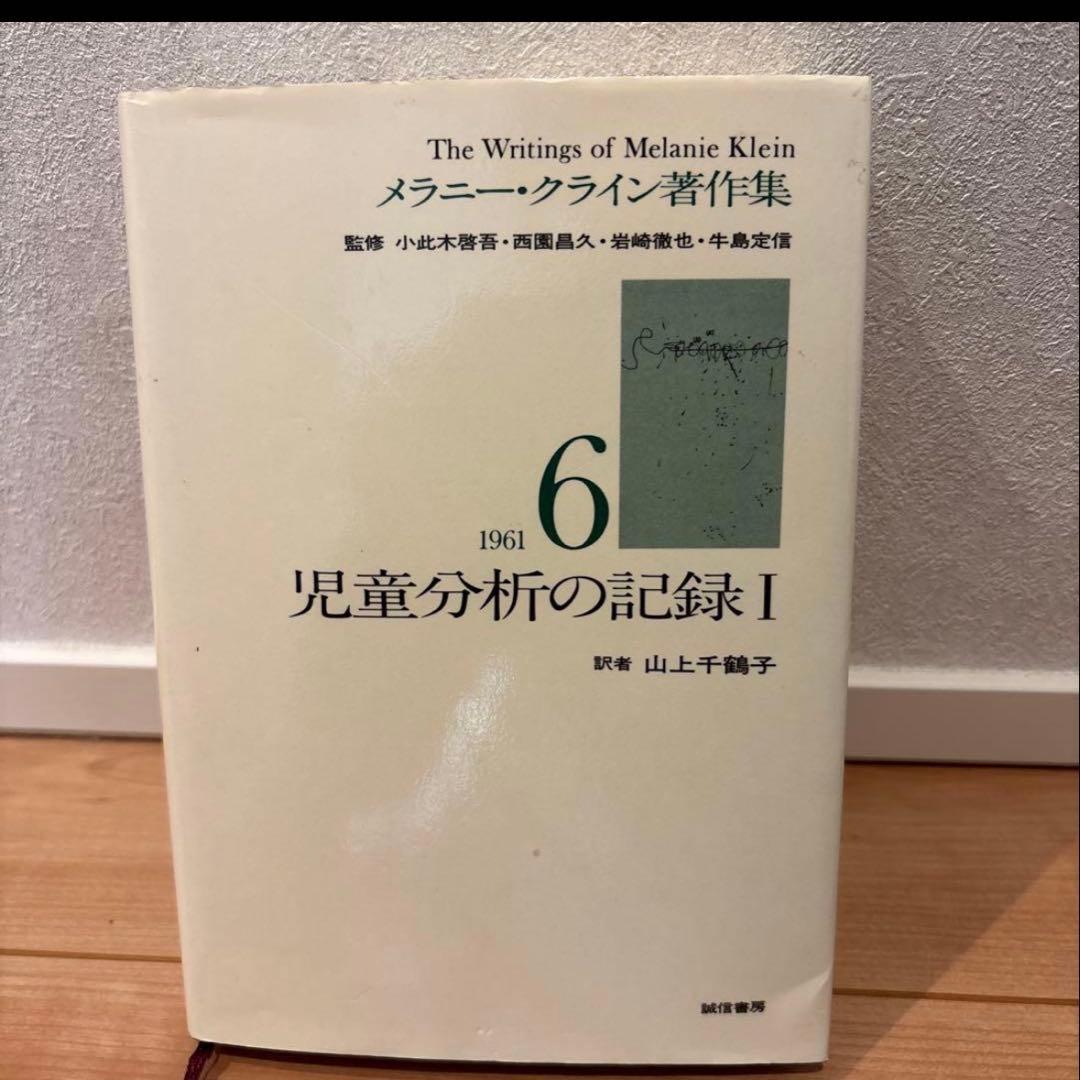 The Writings of Melanie Klein
メラニー・クライン著作集
監修 小此木啓吾・西園昌久・岩崎徹也・牛島定信
1961 6
児童分析の記録 I
訳者 山上千鶴子
誠信書房